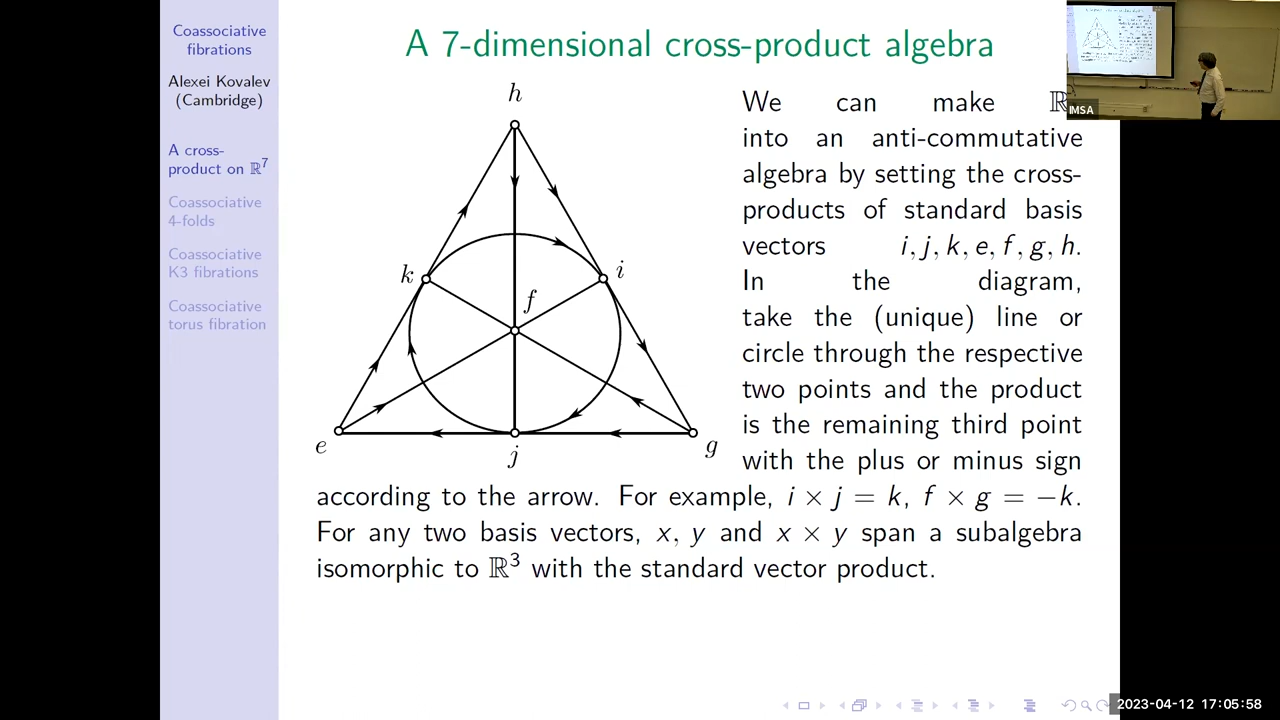 Coassociative
fibrations
Alexei Kovalev
(Cambridge)
A cross-
product on ℝ⁷
Coassociative
4-folds
Coassociative
K3 fibrations
Coassociative
torus fibration
A 7-dimensional cross-product algebra
h
k
i
f
e
j
g
We can make ℝ
into an anti-commutative
algebra by setting the cross-
products of standard basis
vectors i, j, k, e, f, g, h.
In the diagram,
take the (unique) line or
circle through the respective
two points and the product
is the remaining third point
with the plus or minus sign
according to the arrow. For example, i × j = k, f × g = −k.
For any two basis vectors, x, y and x × y span a subalgebra
isomorphic to ℝ³ with the standard vector product.
IMSA
2023-04-12 17:05:58